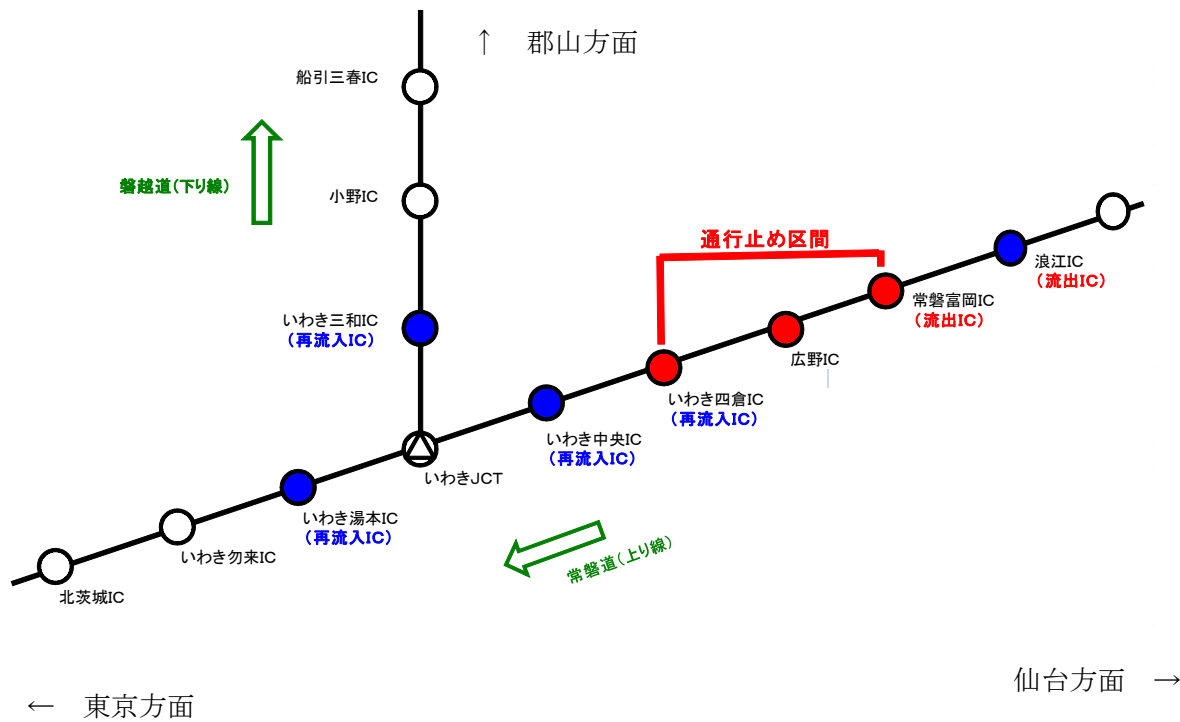 ↑ 郡山方面
船引三春IC
磐越道(下り線)
小野IC
通行止め区間
浪江IC
(流出IC)
常磐富岡IC
(流出IC)
いわき三和IC
(再流入IC)
広野IC
いわき四倉IC
(再流入IC)
いわき中央IC
(再流入IC)
いわきJCT
いわき湯本IC
(再流入IC)
いわき勿来IC
常磐道(上り線)
北茨城IC
仙台方面 →
← 東京方面